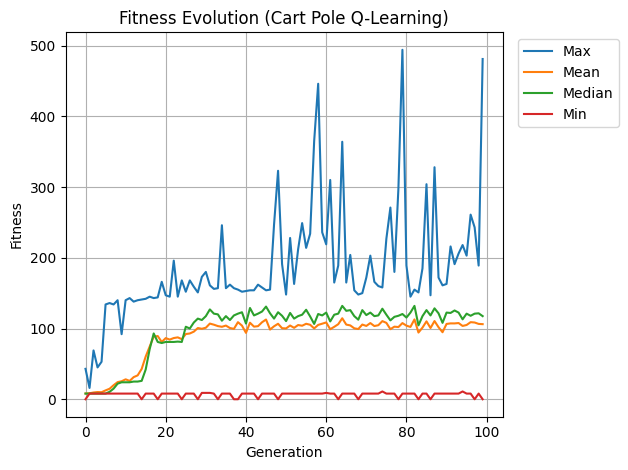 Fitness Evolution (Cart Pole Q-Learning)
Max
Mean
Median
Min
Fitness
500
400
300
200
100
0
0
20
40
60
80
100
Generation